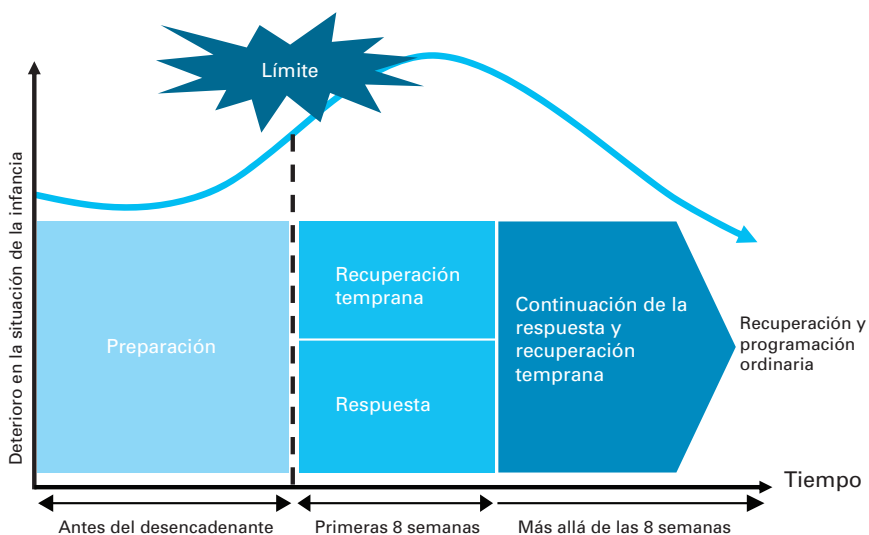 Límite
Deterioro en la situación de la infancia
Preparación
Recuperación
temprana
Respuesta
Continuación de la
respuesta y
recuperación
temprana
Recuperación y
programación
ordinaria
Tiempo
Antes del desencadenante
Primeras 8 semanas
Más allá de las 8 semanas